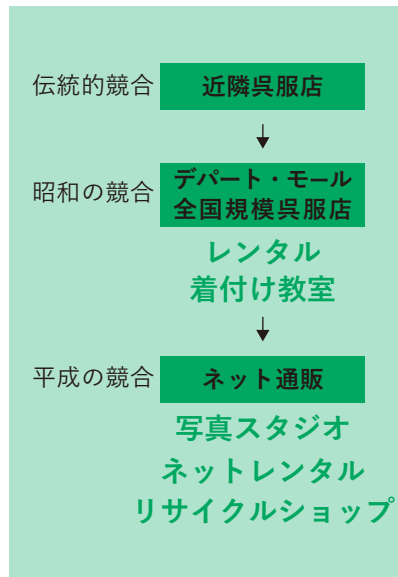 伝統的競合 近隣呉服店
↓
昭和の競合 デパート・モール
全国規模呉服店
レンタル
着付け教室
↓
平成の競合 ネット通販
写真スタジオ
ネットレンタル
リサイクルショップ